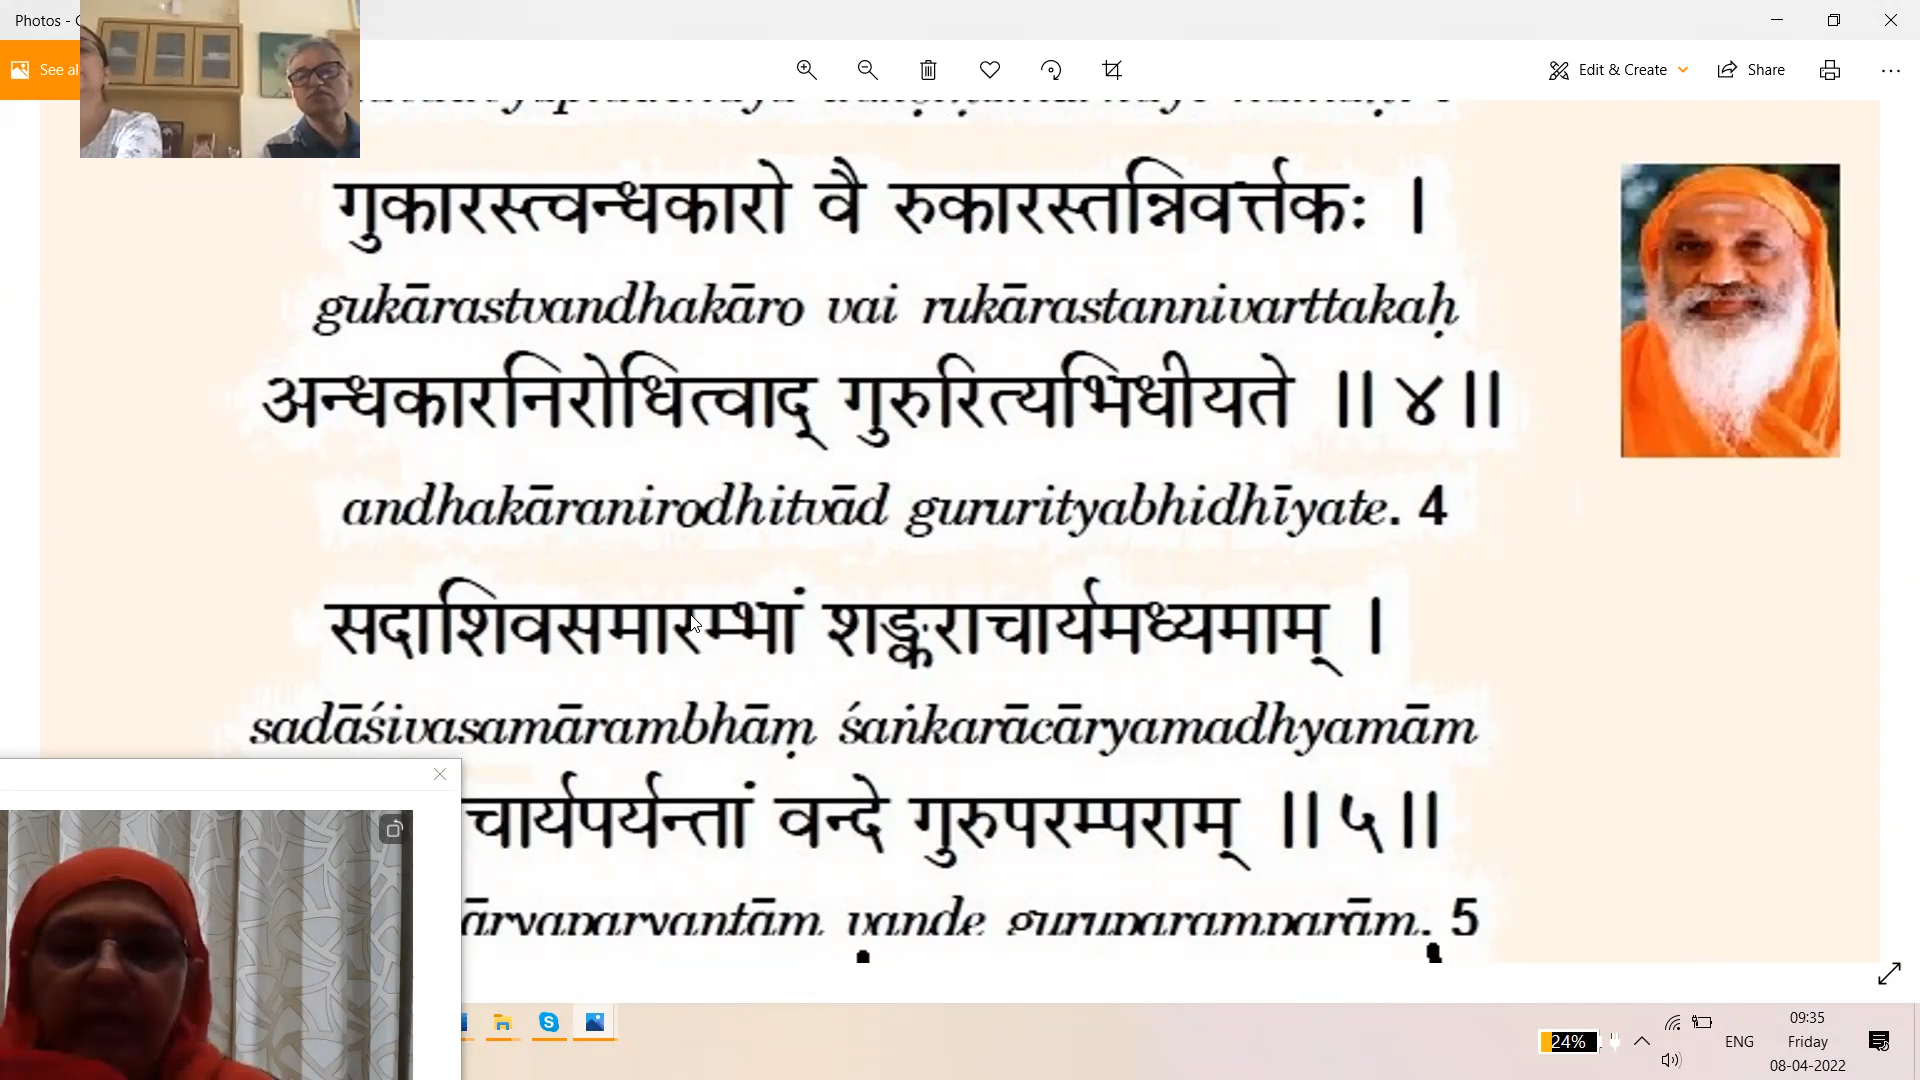 Photos -
See al
Edit & Create
Share
गुकारस्त्वन्धकारो वै रुकारस्तन्निवर्त्तकः ।
gukārastvandhakāro vai rukārastannivarttakaḥ
अन्धकारनिरोधित्वाद् गुरुरित्यभिधीयते ॥ ४ ॥
andhakāranirodhitvād gururityabhidhīyate. 4
सदाशिवसमारम्भां शङ्कराचार्यमध्यमाम् ।
sadāśivasamārambhāṃ śaṅkarācāryamadhyamām
चार्यपर्यन्तां वन्दे गुरुपरम्पराम् ॥ ५ ॥
āryaparyantām vande guruparamparām. 5
24%
ENG
09:35
Friday
08-04-2022